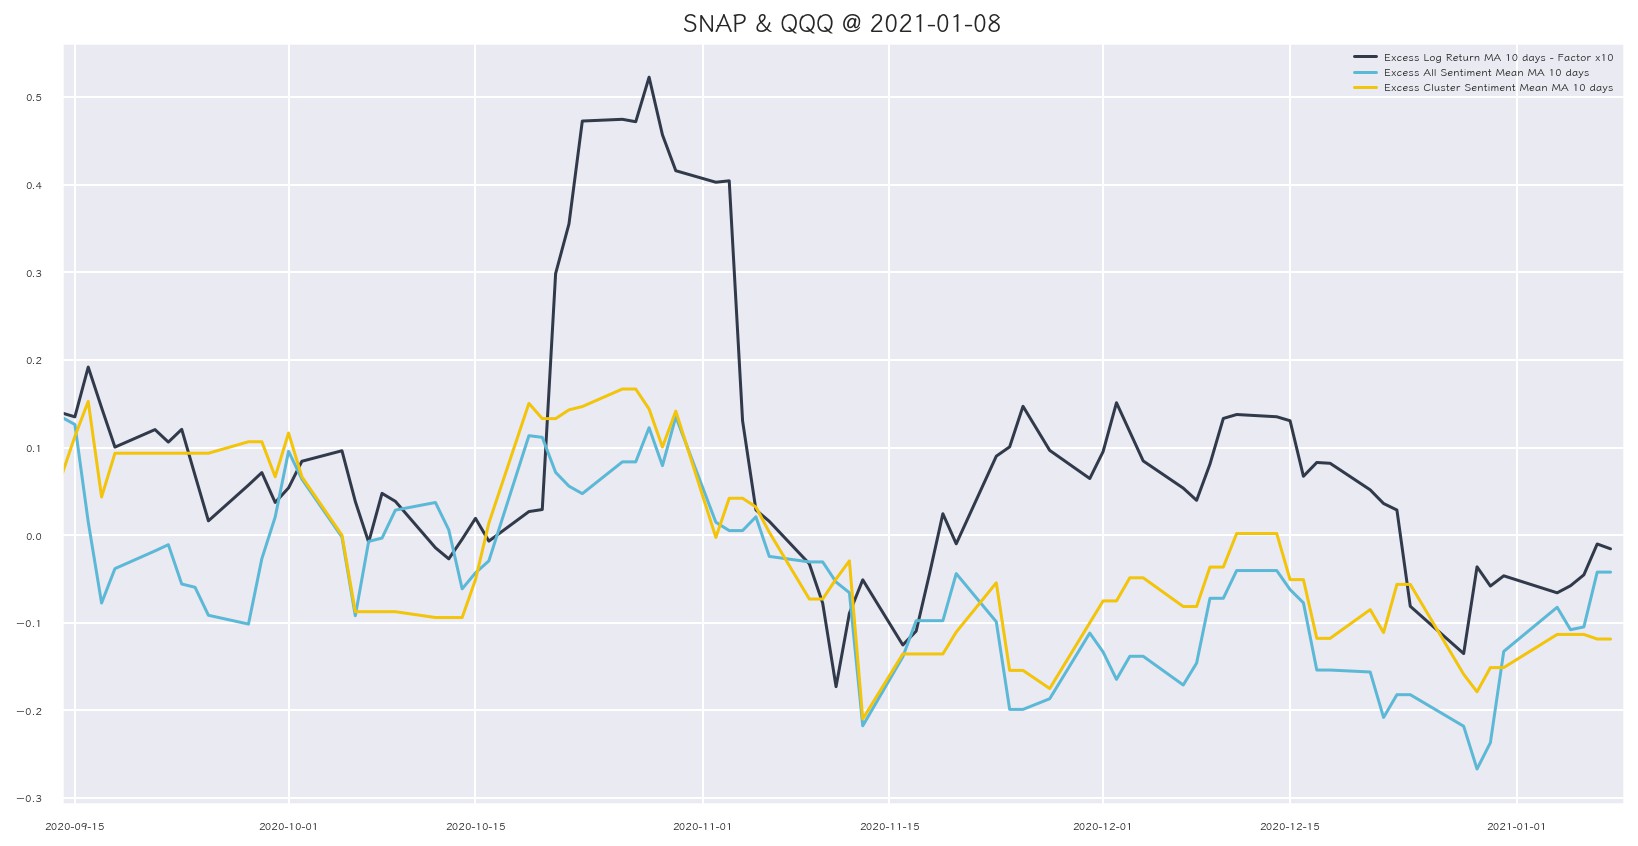 SNAP & QQQ @ 2021-01-08
Excess Log Return MA 10 days - Factor x10
Excess All Sentiment Mean MA 10 days
Excess Cluster Sentiment Mean MA 10 days
0.5
0.4
0.3
0.2
0.1
0.0
−0.1
−0.2
−0.3
2020-09-15 2020-10-01 2020-10-15 2020-11-01 2020-11-15 2020-12-01 2020-12-15 2021-01-01